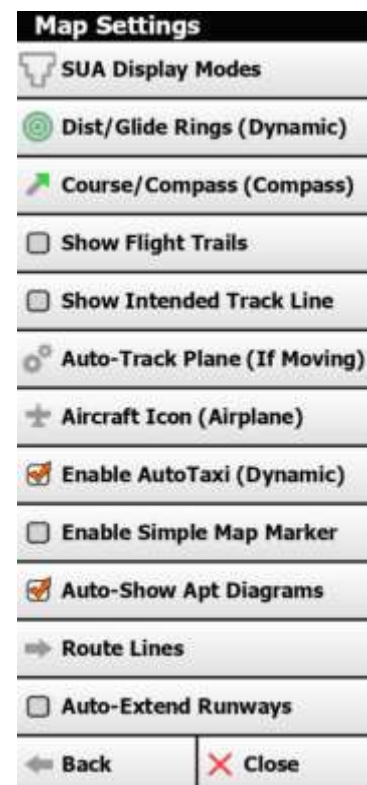 Map Settings
SUA Display Modes
Dist/Glide Rings (Dynamic)
Course/Compass (Compass)
Show Flight Trails
Show Intended Track Line
Auto-Track Plane (If Moving)
Aircraft Icon (Airplane)
Enable AutoTaxi (Dynamic)
Enable Simple Map Marker
Auto-Show Apt Diagrams
Route Lines
Auto-Extend Runways
Back
Close